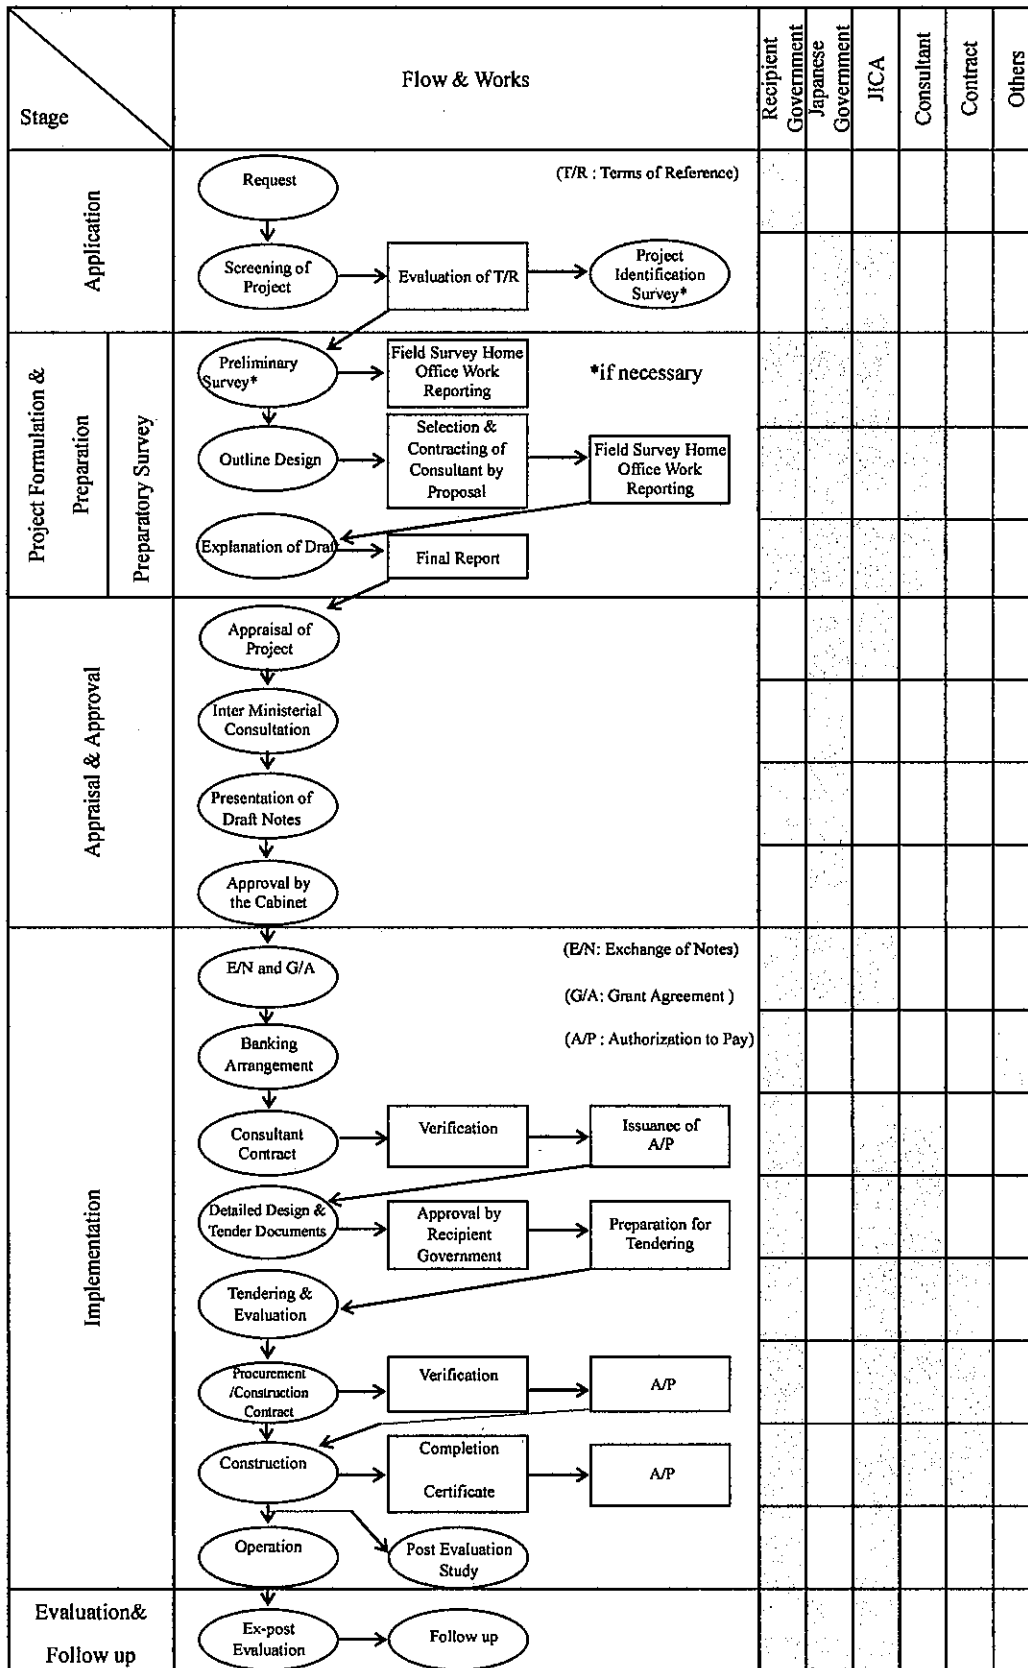 Stage
Flow & Works
Recipient
Government
Japanese
Government
JICA
Consultant
Contract
Others
Application
Request
(T/R : Terms of Reference)
Screening of
Project
Evaluation of T/R
Project
Identification
Survey*
Project Formulation &
Preparation
Preparatory Survey
Preliminary
Survey*
Field Survey Home
Office Work
Reporting
*if necessary
Outline Design
Selection &
Contracting of
Consultant by
Proposal
Field Survey Home
Office Work
Reporting
Explanation of Draft
Final Report
Appraisal & Approval
Appraisal of
Project
Inter Ministerial
Consultation
Presentation of
Draft Notes
Approval by
the Cabinet
Implementation
E/N and G/A
(E/N: Exchange of Notes)
(G/A: Grant Agreement )
(A/P : Authorization to Pay)
Banking
Arrangement
Consultant
Contract
Verification
Issuance of
A/P
Detailed Design &
Tender Documents
Approval by
Recipient
Government
Preparation for
Tendering
Tendering &
Evaluation
Procurement
/Construction
Contract
Verification
A/P
Construction
Completion
Certificate
A/P
Operation
Post Evaluation
Study
Evaluation&
Follow up
Ex-post
Evaluation
Follow up